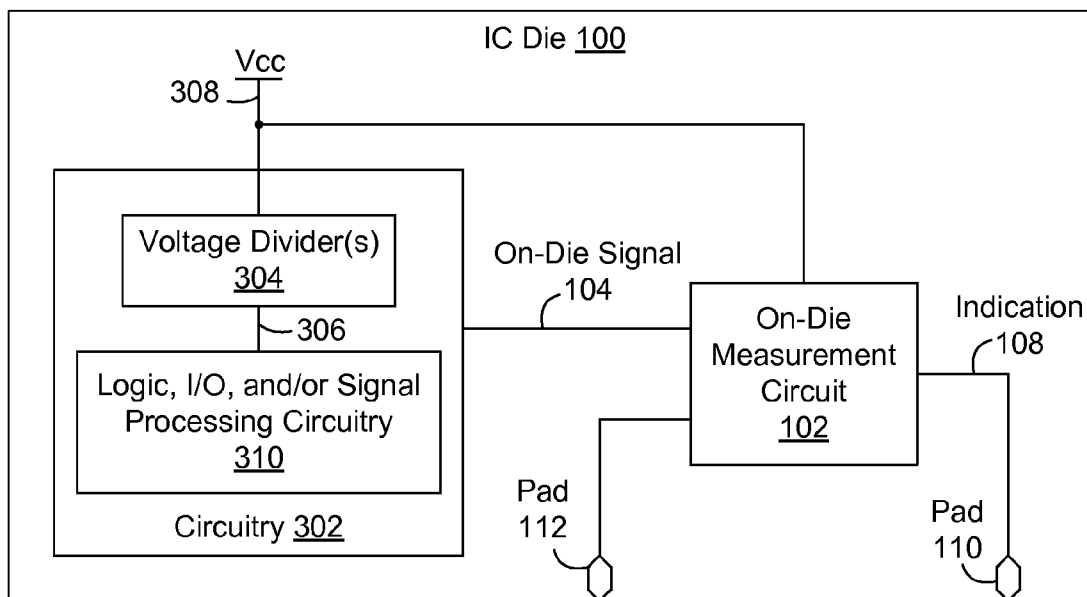 IC Die 100
Vcc
308
Voltage Divider(s)
304
306
Logic, I/O, and/or Signal
Processing Circuitry
310
Circuitry 302
On-Die Signal
104
On-Die
Measurement
Circuit
102
Indication
108
Pad
112
Pad
110